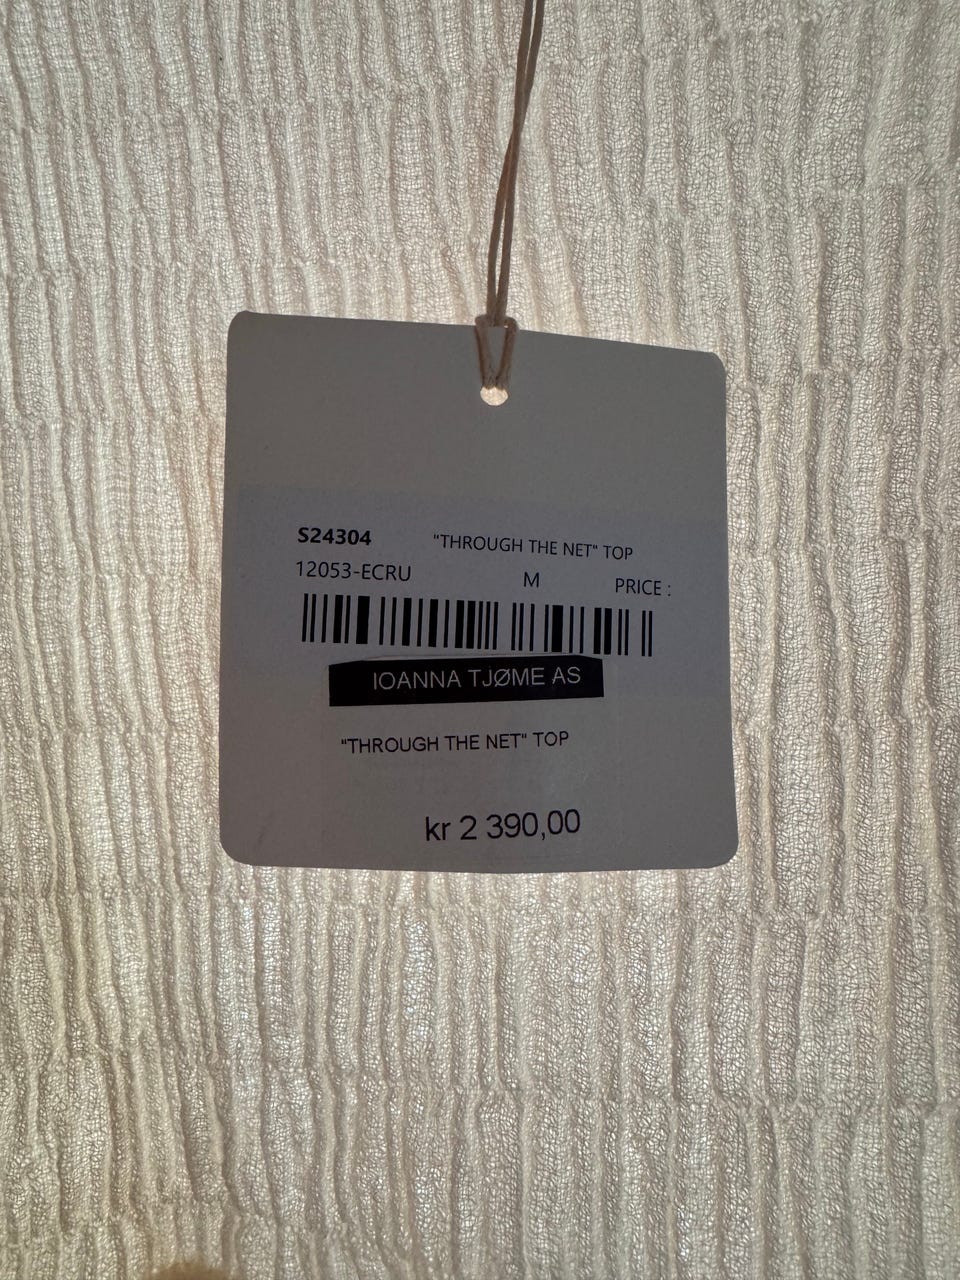 S24304 "THROUGH THE NET" TOP
12053-ECRU M PRICE :
IOANNA TJØME AS
"THROUGH THE NET" TOP
kr 2 390,00